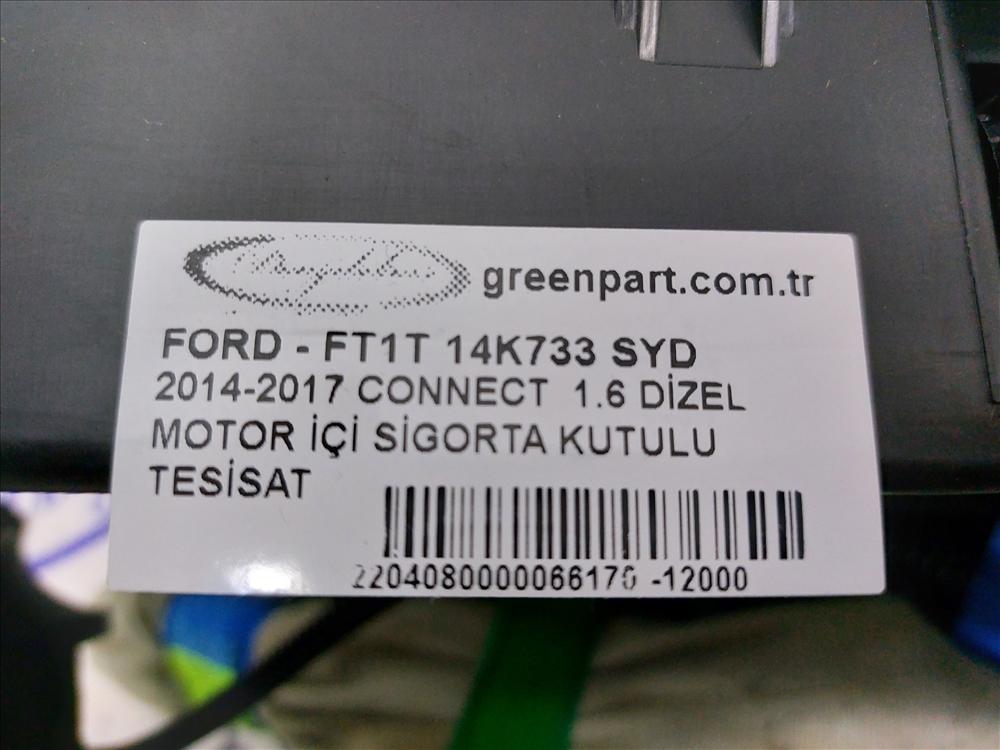 greenpart.com.tr
FORD - FT1T 14K733 SYD
2014-2017 CONNECT 1.6 DİZEL
MOTOR İÇİ SİGORTA KUTULU
TESİSAT
2204080000066176 -12000